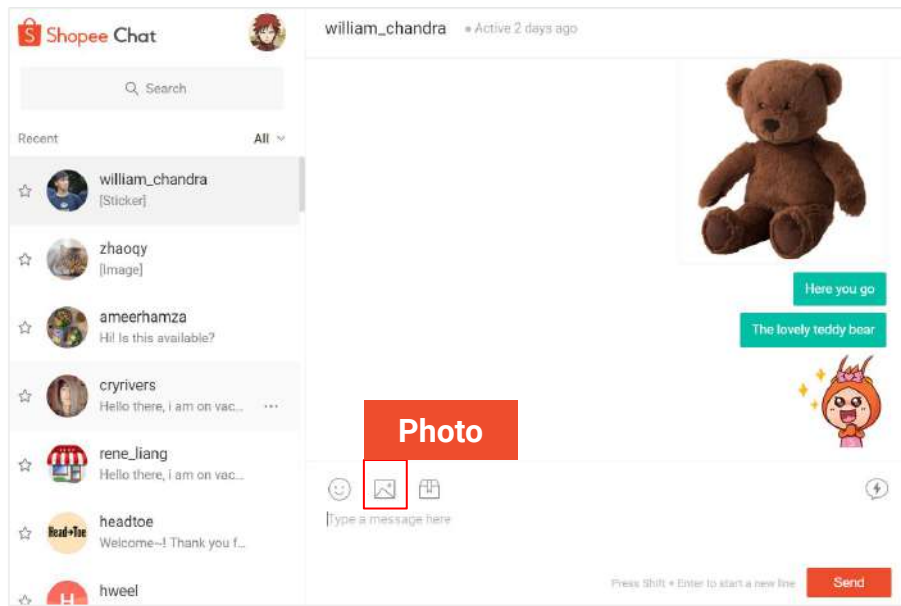 Shopee Chat
Search
Recent
All
william_chandra
[Sticker]
zhaoqy
[Image]
ameerhamza
Hi! Is this available?
cryrivers
Hello there, i am on vac...
rene_liang
Hello there, i am on vac...
Head→Toe
headtoe
Welcome~! Thank you f...
H
hweel
william_chandra
Active 2 days ago
Here you go
The lovely teddy bear
Photo
Type a message here
Press Shift + Enter to start a new line
Send